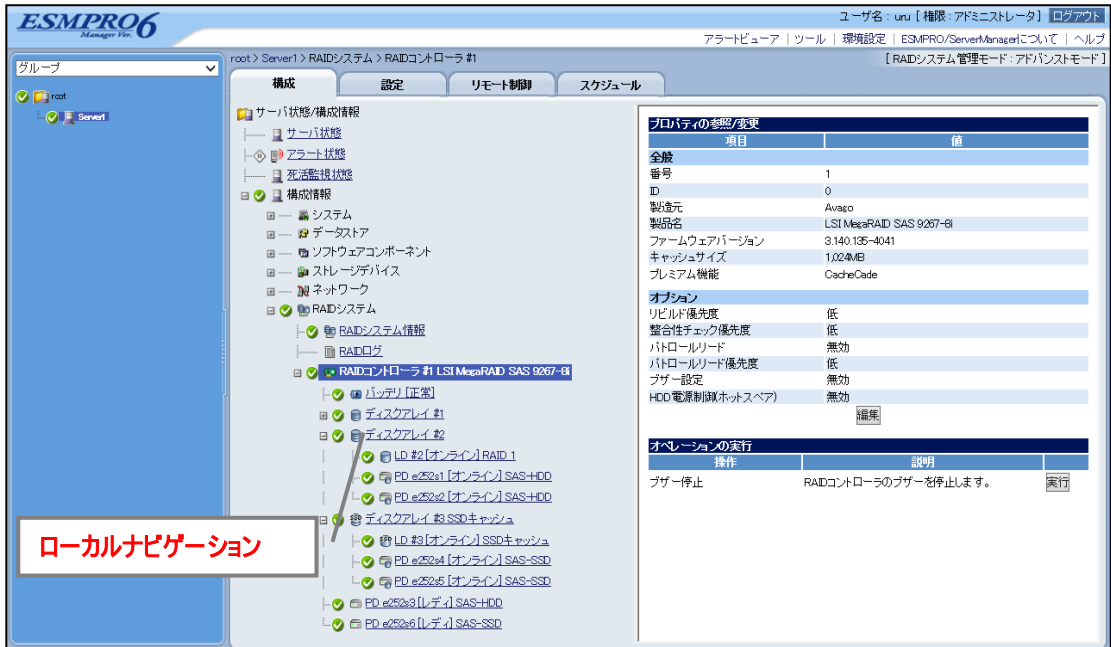 ESMPRO6
Manager Ver.
ユーザ名 : uru [ 権限 : アドミニストレータ ] ログアウト
アラートビューア | ツール | 環境設定 | ESMPRO/ServerManagerについて | ヘルプ
グループ
root
Server1
root > Server1 > RAIDシステム > RAIDコントローラ #1
[ RAIDシステム管理モード : アドバンストモード ]
構成 設定 リモート制御 スケジュール
サーバ状態/構成情報
サーバ状態
アラート状態
死活監視状態
構成情報
システム
データストア
ソフトウェアコンポーネント
ストレージデバイス
ネットワーク
RAIDシステム
RAIDシステム情報
RAIDログ
RAIDコントローラ #1 LSI MegaRAID SAS 9267-8i
バッテリ [正常]
ディスクアレイ #1
ディスクアレイ #2
LD #2 [オンライン] RAID 1
PD e252s1 [オンライン] SAS-HDD
PD e252s2 [オンライン] SAS-HDD
ディスクアレイ #3 SSDキャッシュ
LD #3 [オンライン] SSDキャッシュ
PD e252s4 [オンライン] SAS-SSD
PD e252s5 [オンライン] SAS-SSD
PD e252s3 [レディ] SAS-HDD
PD e252s6 [レディ] SAS-SSD
ローカルナビゲーション
プロパティの参照/変更
項目 値
全般
番号 1
ID 0
製造元 Avago
製品名 LSI MegaRAID SAS 9267-8i
ファームウェアバージョン 3.140.135-4041
キャッシュサイズ 1,024MB
プレミアム機能 CacheCade
オプション
リビルド優先度 低
整合性チェック優先度 低
パトロールリード 無効
パトロールリード優先度 低
ブザー設定 無効
HDD電源制御(ホットスペア) 無効
編集
オペレーションの実行
操作 説明
ブザー停止 RAIDコントローラのブザーを停止します。 実行